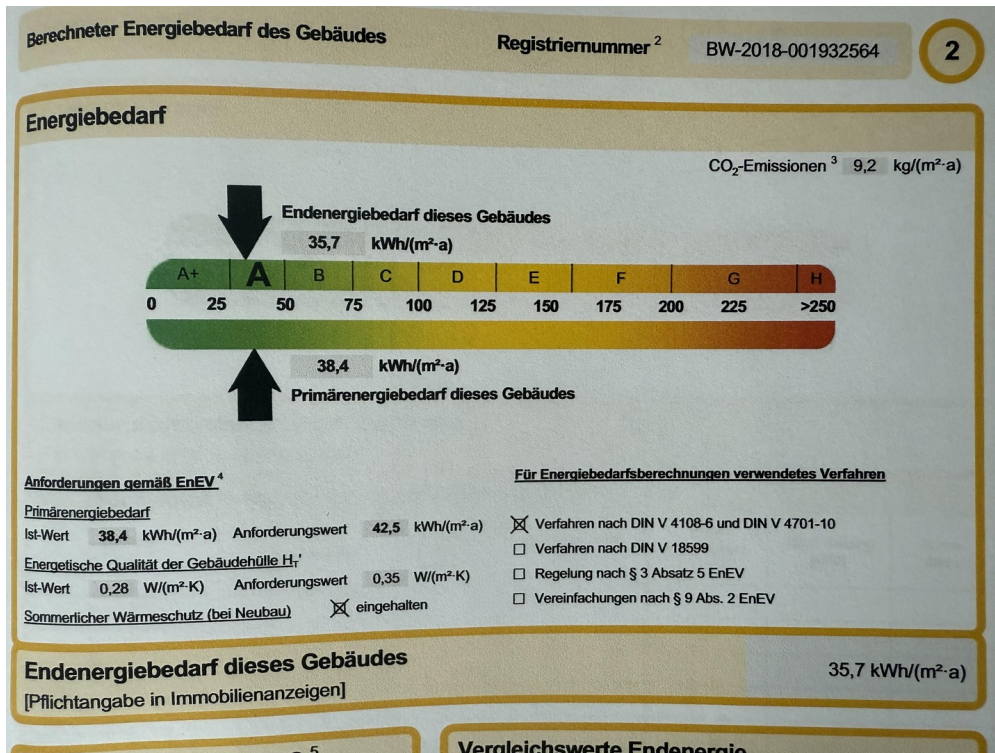 Berechneter Energiebedarf des Gebäudes Registriernummer ² BW-2018-001932564 2
Energiebedarf
CO₂-Emissionen ³ 9,2 kg/(m²·a)
Endenergiebedarf dieses Gebäudes
35,7 kWh/(m²·a)
A+ A B C D E F G H
0 25 50 75 100 125 150 175 200 225 >250
38,4 kWh/(m²·a)
Primärenergiebedarf dieses Gebäudes
Anforderungen gemäß EnEV ⁴
Primärenergiebedarf
Ist-Wert 38,4 kWh/(m²·a) Anforderungswert 42,5 kWh/(m²·a)
Energetische Qualität der Gebäudehülle H_T'
Ist-Wert 0,28 W/(m²·K) Anforderungswert 0,35 W/(m²·K)
Sommerlicher Wärmeschutz (bei Neubau) ☒ eingehalten
Für Energiebedarfsberechnungen verwendetes Verfahren
☒ Verfahren nach DIN V 4108-6 und DIN V 4701-10
☐ Verfahren nach DIN V 18599
☐ Regelung nach § 3 Absatz 5 EnEV
☐ Vereinfachungen nach § 9 Abs. 2 EnEV
Endenergiebedarf dieses Gebäudes 35,7 kWh/(m²·a)
[Pflichtangabe in Immobilienanzeigen]
5
Vergleichswerte Endenergie